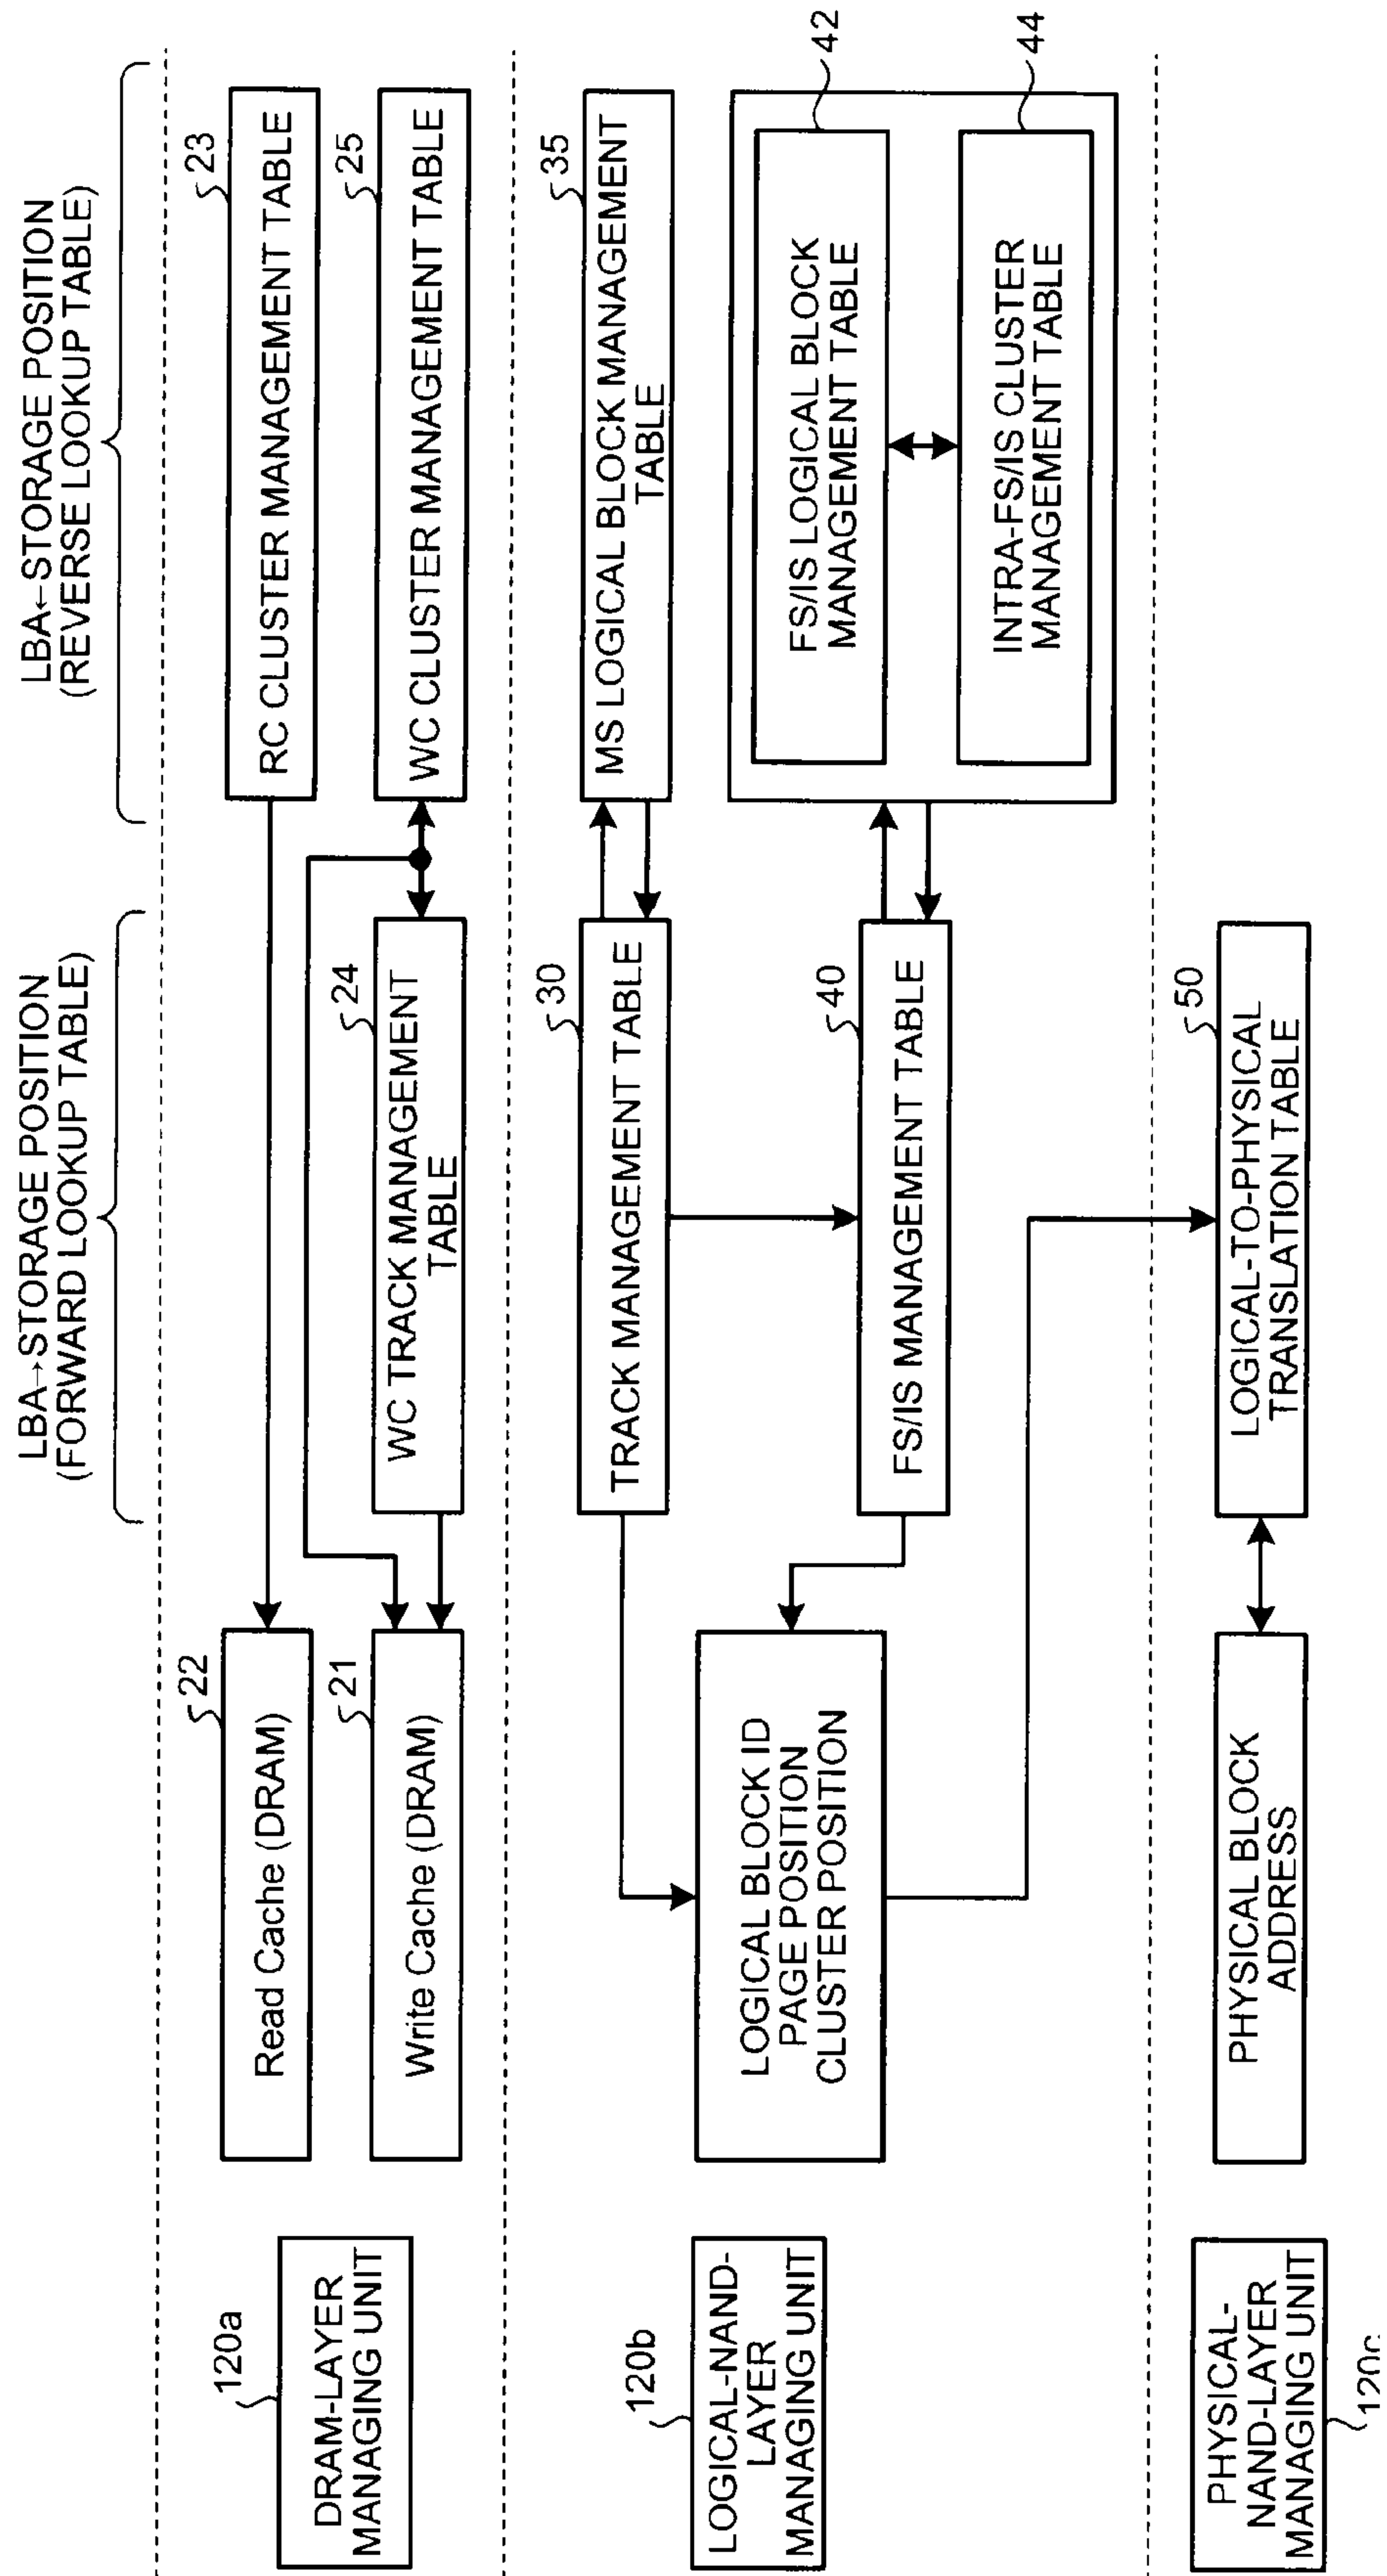 LBA→STORAGE POSITION
(FORWARD LOOKUP TABLE)
LBA←STORAGE POSITION
(REVERSE LOOKUP TABLE)
120a
DRAM-LAYER
MANAGING UNIT
22
Read Cache (DRAM)
21
Write Cache (DRAM)
24
WC TRACK MANAGEMENT
TABLE
23
RC CLUSTER MANAGEMENT TABLE
25
WC CLUSTER MANAGEMENT TABLE
120b
LOGICAL-NAND-
LAYER
MANAGING UNIT
LOGICAL BLOCK ID
PAGE POSITION
CLUSTER POSITION
30
TRACK MANAGEMENT TABLE
40
FS/IS MANAGEMENT TABLE
35
MS LOGICAL BLOCK MANAGEMENT
TABLE
FS/IS LOGICAL BLOCK
MANAGEMENT TABLE
42
INTRA-FS/IS CLUSTER
MANAGEMENT TABLE
44
PHYSICAL-
NAND-LAYER
MANAGING UNIT
120c
PHYSICAL BLOCK
ADDRESS
50
LOGICAL-TO-PHYSICAL
TRANSLATION TABLE